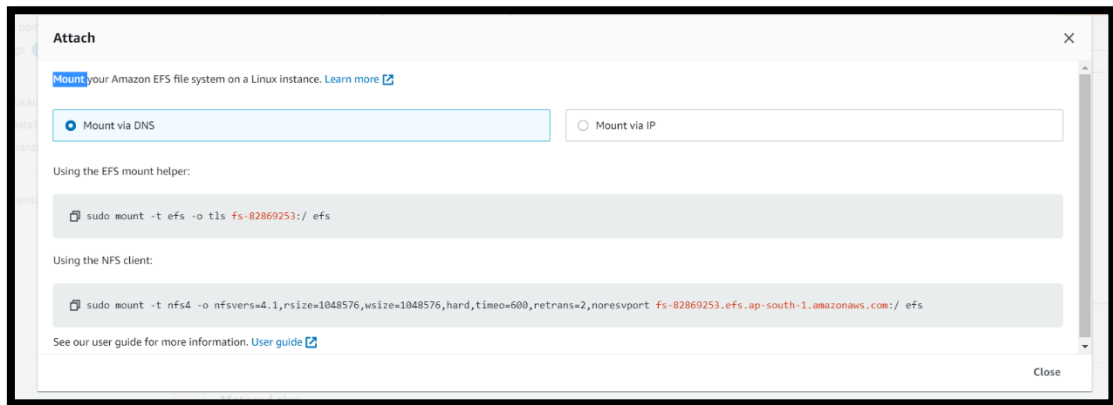 Attach
Mount your Amazon EFS file system on a Linux instance. Learn more
Mount via DNS
Mount via IP
Using the EFS mount helper:
sudo mount -t efs -o tls fs-82869253:/ efs
Using the NFS client:
sudo mount -t nfs4 -o nfsvers=4.1,rsize=1048576,wsize=1048576,hard,timeo=600,retrans=2,noresvport fs-82869253.efs.ap-south-1.amazonaws.com:/ efs
See our user guide for more information. User guide
Close